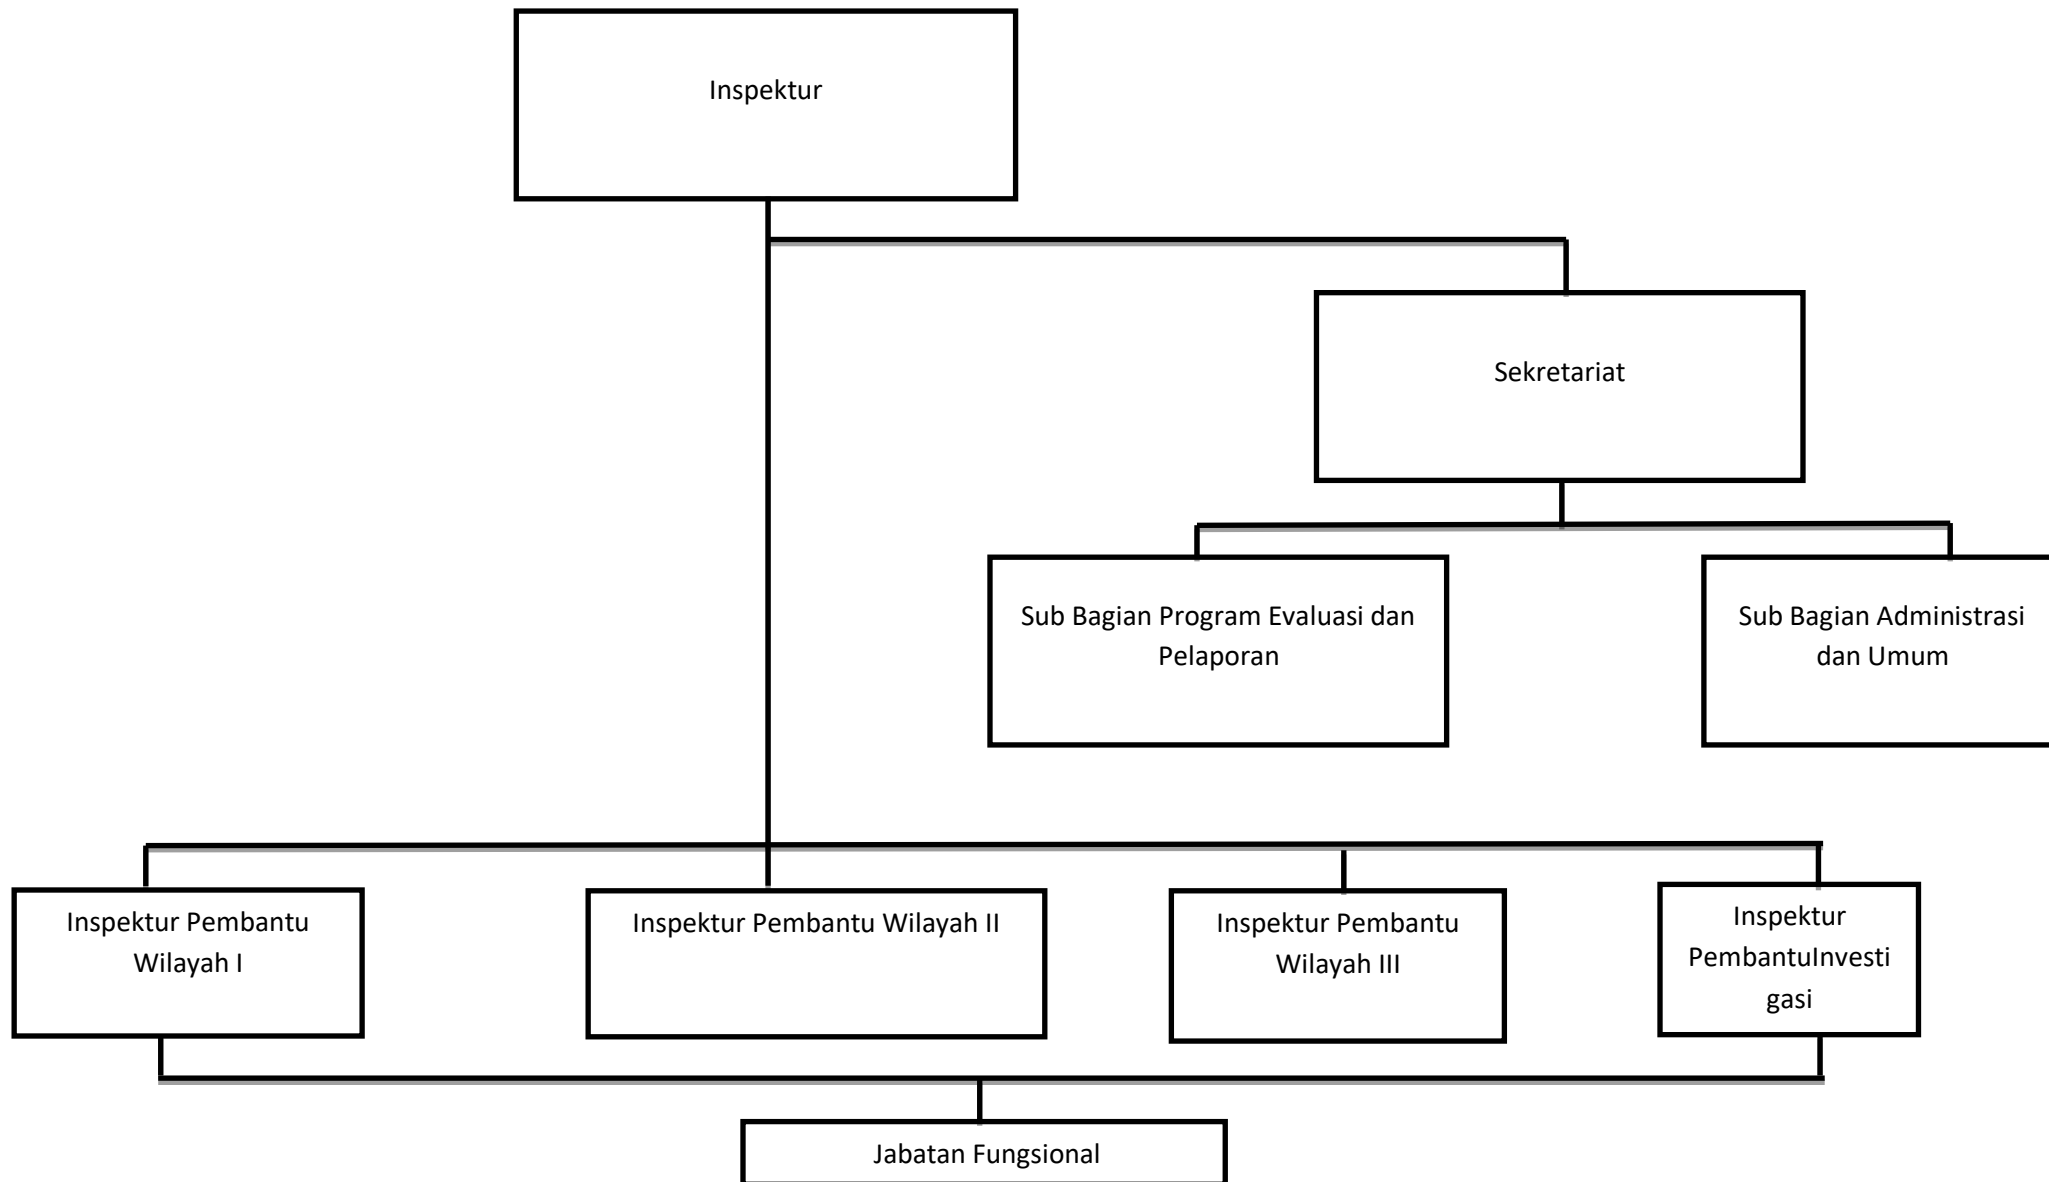 Inspektur
Sekretariat
Sub Bagian Program Evaluasi dan
Pelaporan
Sub Bagian Administrasi
dan Umum
Inspektur Pembantu
Wilayah I
Inspektur Pembantu Wilayah II
Inspektur Pembantu
Wilayah III
Inspektur
PembantuInvesti
gasi
Jabatan Fungsional